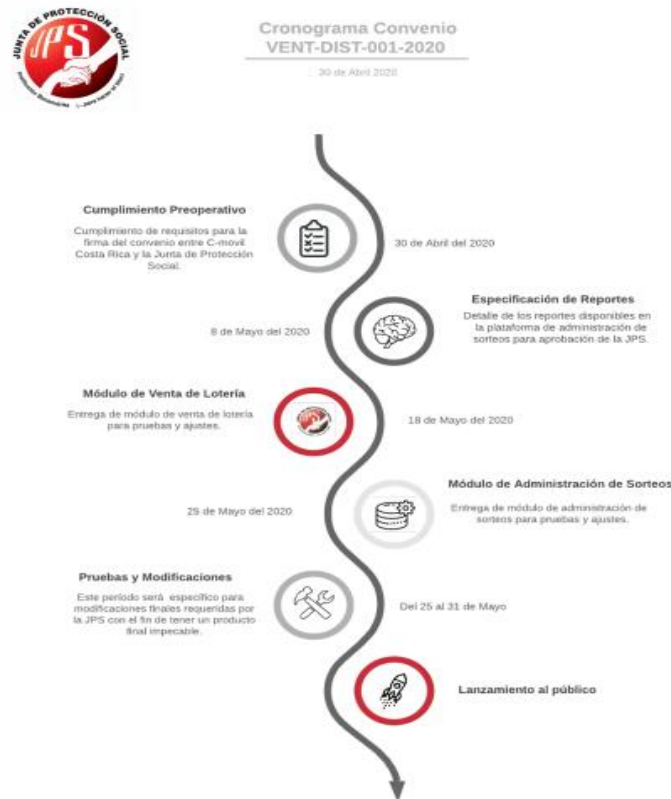 JUNTA DE PROTECCIÓN SOCIAL
JPS
Cronograma Convenio
VENT-DIST-001-2020
30 de Abril 2020
Cumplimiento Preoperativo
Cumplimiento de requisitos para la
firma del convenio entre C-movil
Costa Rica y la Junta de Protección
Social.
30 de Abril del 2020
Especificación de Reportes
Detalle de los reportes disponibles en
la plataforma de administración de
sorteos para aprobación de la JPS.
8 de Mayo del 2020
Módulo de Venta de Lotería
Entrega de módulo de venta de lotería
para pruebas y ajustes.
18 de Mayo del 2020
Módulo de Administración de Sorteos
Entrega de módulo de administración de
sorteos para pruebas y ajustes.
25 de Mayo del 2020
Pruebas y Modificaciones
Este período será específico para
modificaciones finales requeridas por
la JPS con el fin de tener un producto
final impecable.
Del 25 al 31 de Mayo
Lanzamiento al público